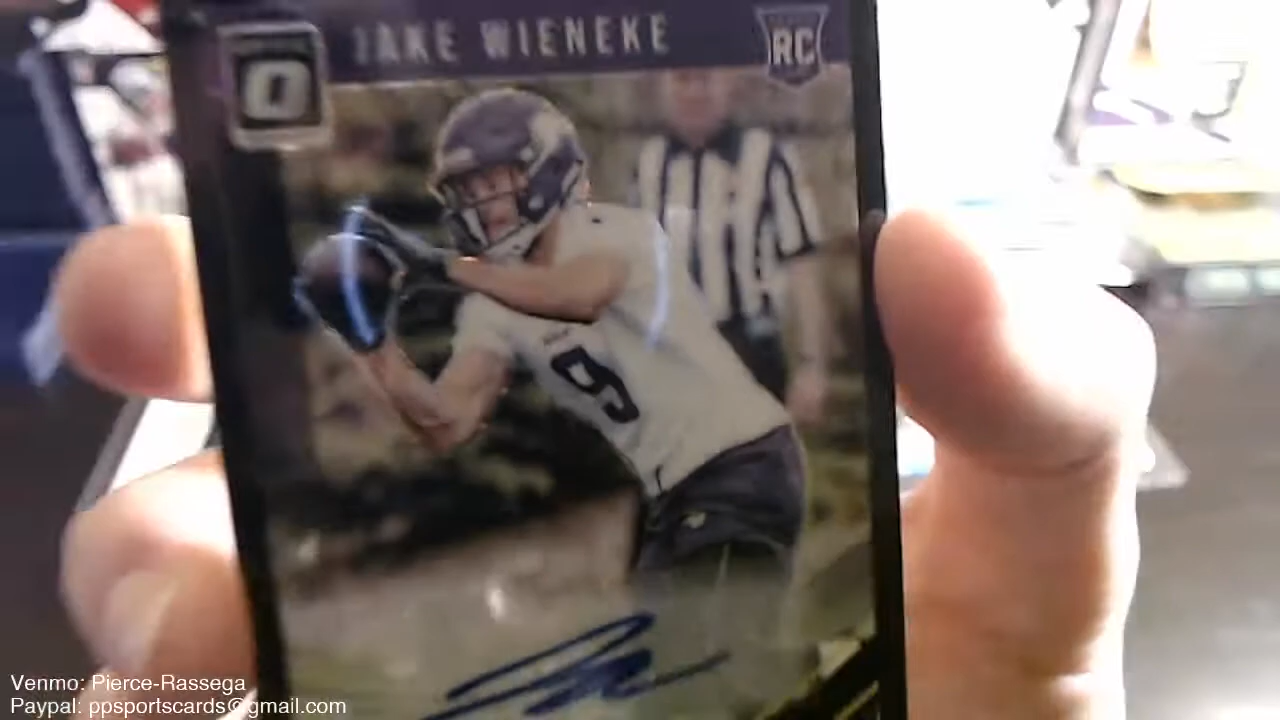 JAKE WIENEKE
RC
O
9
Venmo: Pierce-Rassega
Paypal: ppsportscards@gmail.com